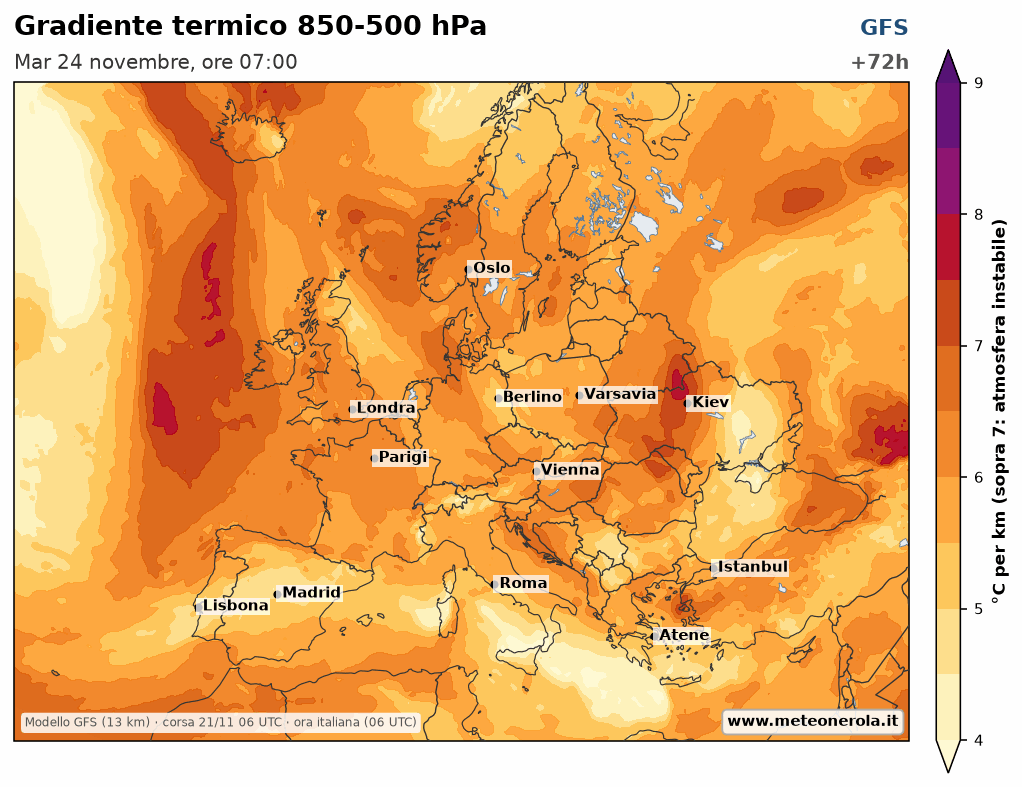 Gradiente termico 850-500 hPa
GFS
Mar 24 novembre, ore 07:00
+72h
Oslo
Berlino
Varsavia
Kiev
Londra
Parigi
Vienna
Istanbul
Roma
Madrid
Lisbona
Atene
Modello GFS (13 km) · corsa 21/11 06 UTC · ora italiana (06 UTC)
www.meteonerola.it
9
8
7
6
5
4
°C per km (sopra 7: atmosfera instabile)